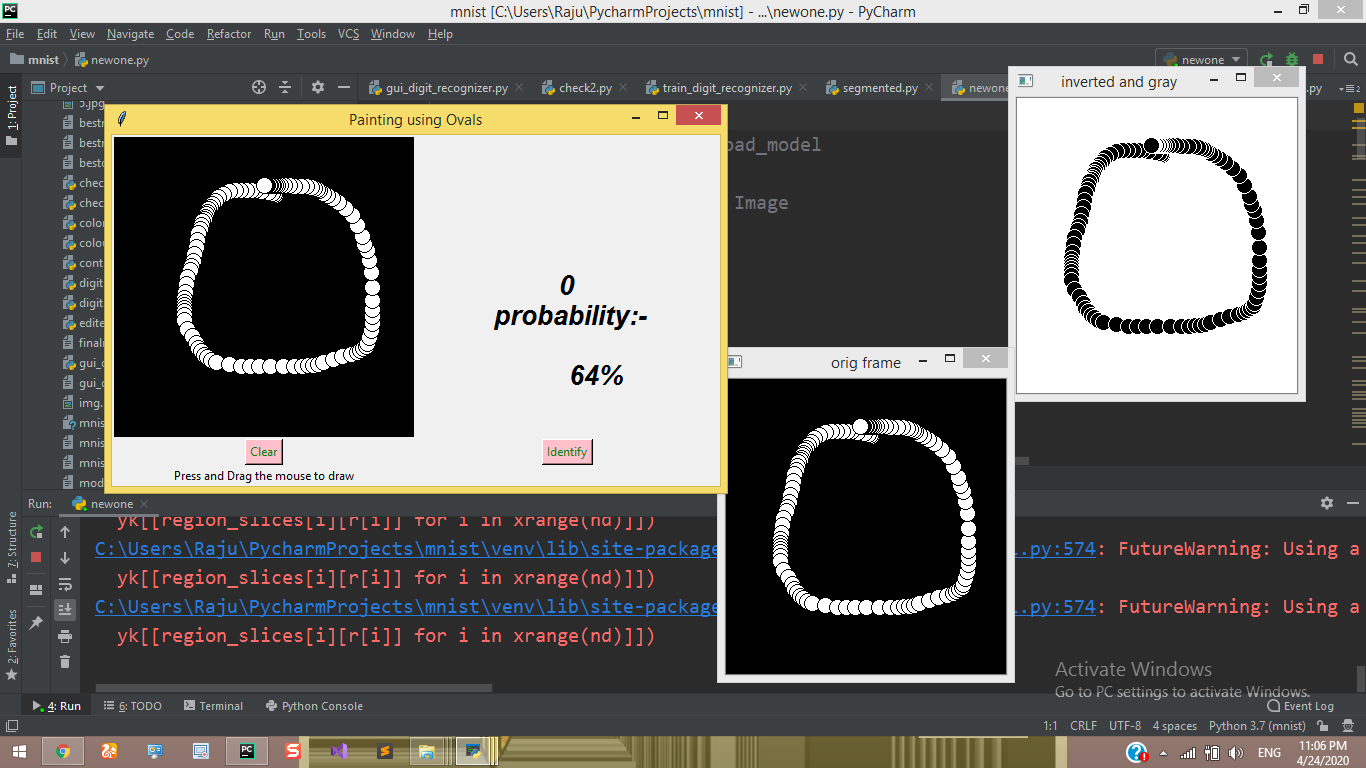 mnist [C:\Users\Raju\PycharmProjects\mnist] - ...\newone.py - PyCharm
File Edit View Navigate Code Refactor Run Tools VCS Window Help
mnist newone.py newone
1: Project
Project
gui_digit_recognizer.py check2.py train_digit_recognizer.py segmented.py newone .py
inverted and gray
Painting using Ovals
bestr
bestr
besto
chec
chec
colou
colou
cont
digit
digit
edite
finaln
gui_c
gui_c
img.
mnis
mnis
mnis
mod
oad_model
Image
0
probability:-
64%
orig frame
Clear Identify
Press and Drag the mouse to draw
Run: newone
yk[[region_slices[i][r[i]] for i in xrange(nd)]])
C:\Users\Raju\PycharmProjects\mnist\venv\lib\site-package .py:574: FutureWarning: Using a
yk[[region_slices[i][r[i]] for i in xrange(nd)]])
C:\Users\Raju\PycharmProjects\mnist\venv\lib\site-package .py:574: FutureWarning: Using a
yk[[region_slices[i][r[i]] for i in xrange(nd)]])
7: Structure
2: Favorites
Activate Windows
Go to PC settings to activate Windows.
4: Run 6: TODO Terminal Python Console Event Log
1:1 CRLF UTF-8 4 spaces Python 3.7 (mnist)
ENG 11:06 PM
4/24/2020